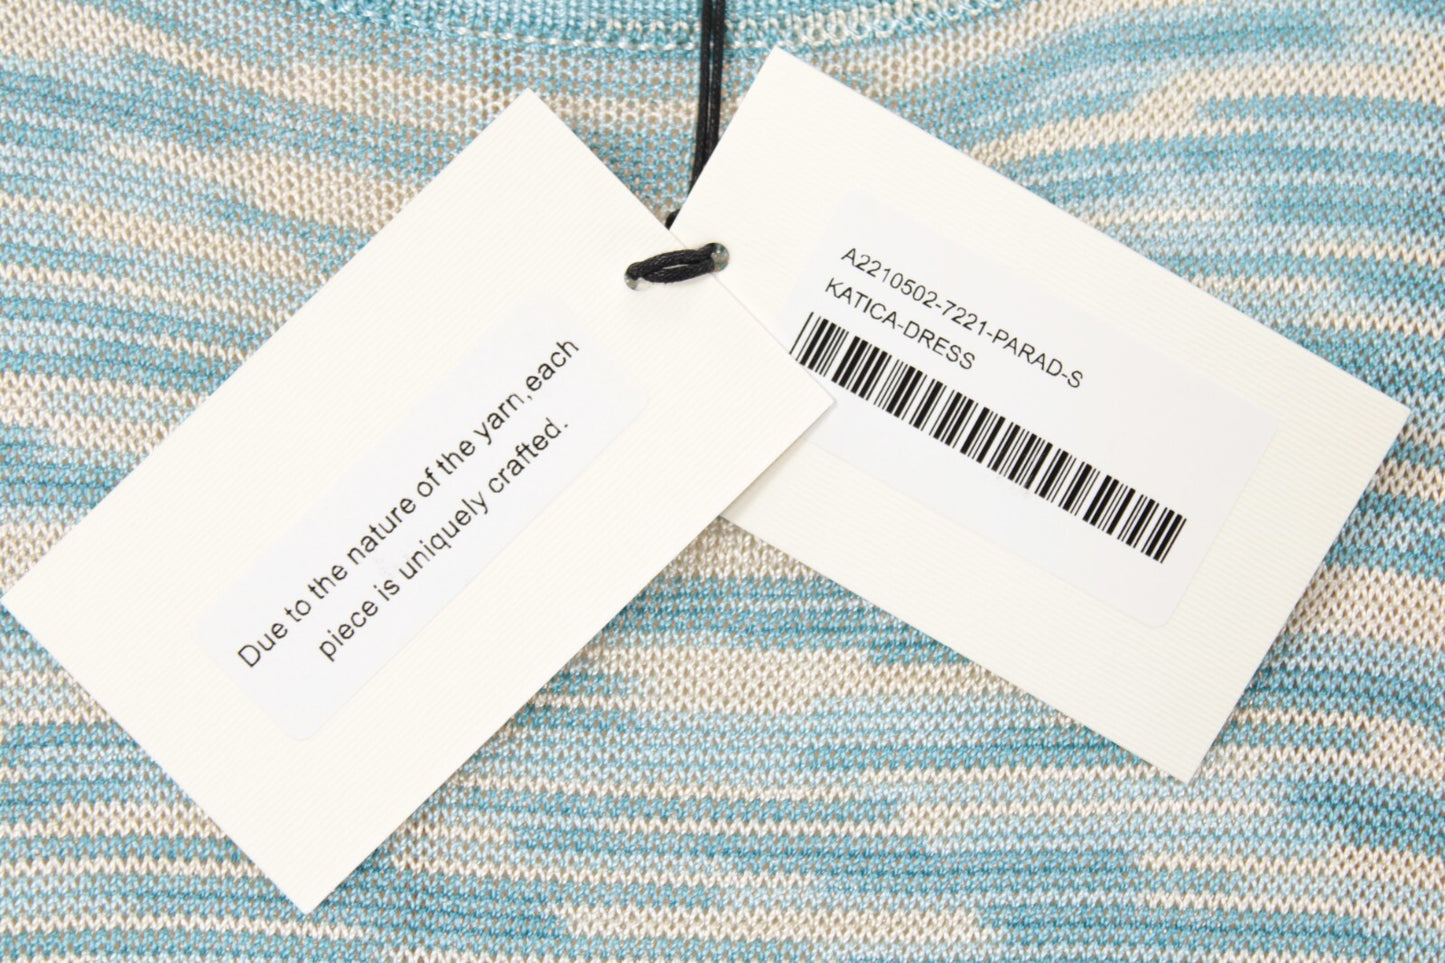 Due to the nature of the yarn,each
piece is uniquely crafted.
A2210502-7221-PARAD-S
KATICA-DRESS